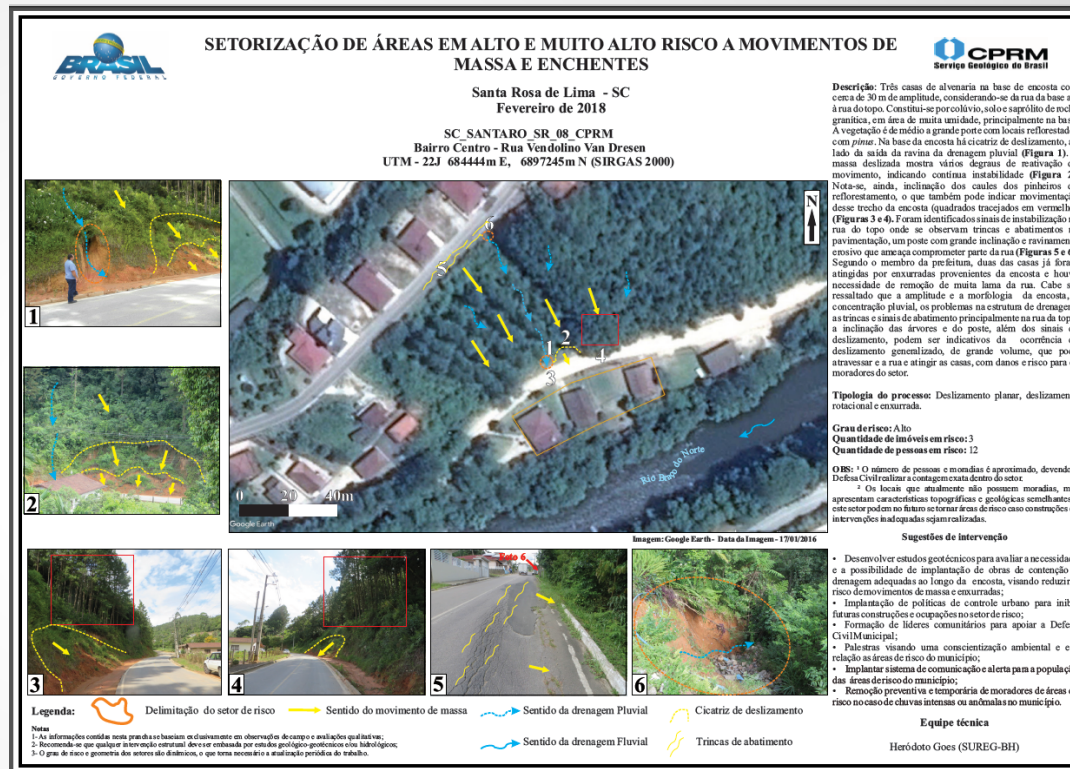 BRASIL
GOVERNO FEDERAL
SETORIZAÇÃO DE ÁREAS EM ALTO E MUITO ALTO RISCO A MOVIMENTOS DE
MASSA E ENCHENTES
CPRM
Serviço Geológico do Brasil
Santa Rosa de Lima - SC
Fevereiro de 2018
SC_SANTARO_SR_08_CPRM
Bairro Centro - Rua Vendolino Van Dresen
UTM - 22J 684444m E, 6897245m N (SIRGAS 2000)
1
2
N
6
5
2
1
3
4
Rio Braço do Norte
0 20 40m
Google Earth
Imagem: Google Earth - Data da Imagem - 17/01/2016
3
4
Foto 6
5
6
Descrição: Três casas de alvenaria na base de encosta co
cerca de 30 m de amplitude, considerando-se da rua da base a
à rua do topo. Constitui-se por colúvio, solo e saprólito de roc
granítica, em área de muita umidade, principalmente na bas
A vegetação é de médio a grande porte com locais reflorestad
com pinus. Na base da encosta há cicatriz de deslizamento, a
lado da saída da ravina da drenagem pluvial (Figura 1).
massa deslizada mostra vários degraus de reativação d
movimento, indicando contínua instabilidade (Figura 2
Nota-se, ainda, inclinação dos caules dos pinheiros d
reflorestamento, o que também pode indicar movimentaçã
desse trecho da encosta (quadrados tracejados em vermelh
(Figuras 3 e 4). Foram identificados sinais de instabilização n
rua do topo onde se observam trincas e abatimentos n
pavimentação, um poste com grande inclinação e ravinamen
erosivo que ameaça comprometer parte da rua (Figuras 5 e 6
Segundo o membro da prefeitura, duas das casas já fora
atingidas por enxurradas provenientes da encosta e houv
necessidade de remoção de muita lama da rua. Cabe s
ressaltado que a amplitude e a morfologia da encosta,
concentração pluvial, os problemas na estrutura de drenagem
as trincas e sinais de abatimento principalmente na rua da top
a inclinação das árvores e do poste, além dos sinais d
deslizamento, podem ser indicativos da ocorrência d
deslizamento generalizado, de grande volume, que pod
atravessar e a rua e atingir as casas, com danos e risco para
moradores do setor.
Tipologia do processo: Deslizamento planar, deslizamen
rotacional e enxurrada.
Grau de risco: Alto
Quantidade de imóveis em risco: 3
Quantidade de pessoas em risco: 12
OBS: ¹ O número de pessoas e moradias é aproximado, devendo
Defesa Civil realizar a contagem exata dentro do setor.
² Os locais que atualmente não possuem moradias, m
apresentam características topográficas e geológicas semelhantes
este setor podem no futuro se tornar áreas de risco caso construções
intervenções inadequadas sejam realizadas.
Sugestões de intervenção
• Desenvolver estudos geotécnicos para avaliar a necessidad
e a possibilidade de implantação de obras de contenção
drenagem adequadas ao longo da encosta, visando reduzir
risco de movimentos de massa e enxurradas;
• Implantação de políticas de controle urbano para inib
futuras construções e ocupações no setor de risco;
• Formação de líderes comunitários para apoiar a Defe
Civil Municipal;
• Palestras visando uma conscientização ambiental e e
relação as áreas de risco do município;
• Implantar sistema de comunicação e alerta para a populaçã
das áreas de risco do município;
• Remoção preventiva e temporária de moradores de áreas d
risco no caso de chuvas intensas ou anômalas no município.
Equipe técnica
Heródoto Goes (SUREG-BH)
Legenda:
Delimitação do setor de risco
Sentido do movimento de massa
Sentido da drenagem Pluvial
Cicatriz de deslizamento
Sentido da drenagem Fluvial
Trincas de abatimento
Notas
1- As informações contidas nesta prancha se baseiam exclusivamente em observações de campo e avaliações qualitativas;
2- Recomenda-se que qualquer intervenção estrutural deve ser embasada por estudos geológico-geotécnicos e/ou hidrológicos;
3- O grau de risco e geometria dos setores são dinâmicos, o que torna necessário a atualização periódica do trabalho.